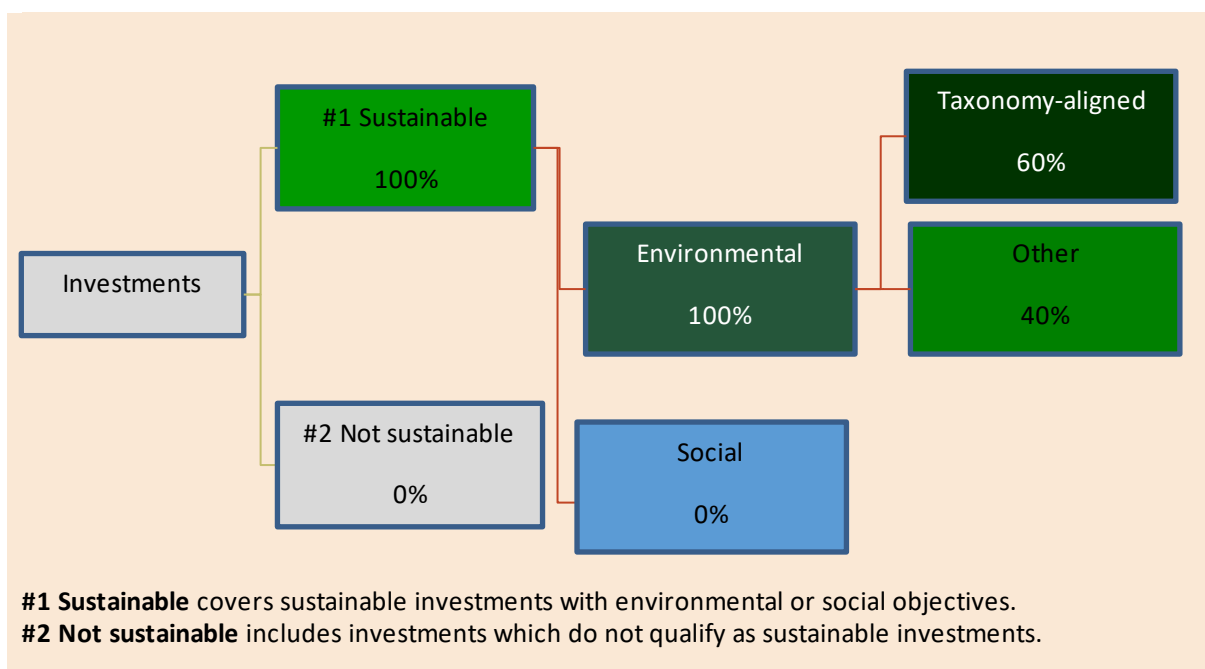 Investments
#1 Sustainable
100%
#2 Not sustainable
0%
Environmental
100%
Social
0%
Taxonomy-aligned
60%
Other
40%
#1 Sustainable covers sustainable investments with environmental or social objectives.
#2 Not sustainable includes investments which do not qualify as sustainable investments.